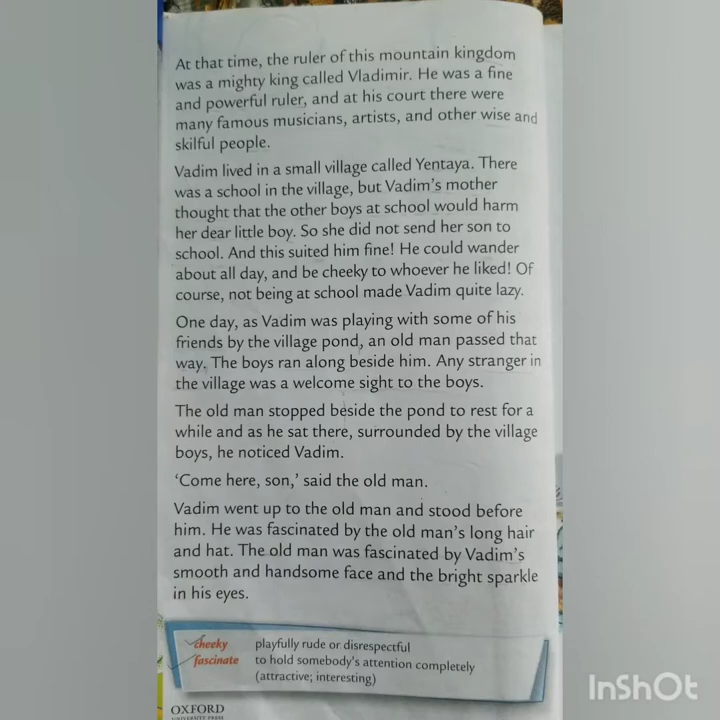 At that time, the ruler of this mountain kingdom
was a mighty king called Vladimir. He was a fine
and powerful ruler, and at his court there were
many famous musicians, artists, and other wise and
skilful people.
Vadim lived in a small village called Yentaya. There
was a school in the village, but Vadim's mother
thought that the other boys at school would harm
her dear little boy. So she did not send her son to
school. And this suited him fine! He could wander
about all day, and be cheeky to whoever he liked! Of
course, not being at school made Vadim quite lazy.
One day, as Vadim was playing with some of his
friends by the village pond, an old man passed that
way. The boys ran along beside him. Any stranger in
the village was a welcome sight to the boys.
The old man stopped beside the pond to rest for a
while and as he sat there, surrounded by the village
boys, he noticed Vadim.
‘Come here, son,’ said the old man.
Vadim went up to the old man and stood before
him. He was fascinated by the old man's long hair
and hat. The old man was fascinated by Vadim's
smooth and handsome face and the bright sparkle
in his eyes.
cheeky playfully rude or disrespectful
fascinate to hold somebody's attention completely
(attractive; interesting)
OXFORD
UNIVERSITY PRESS
InShOt